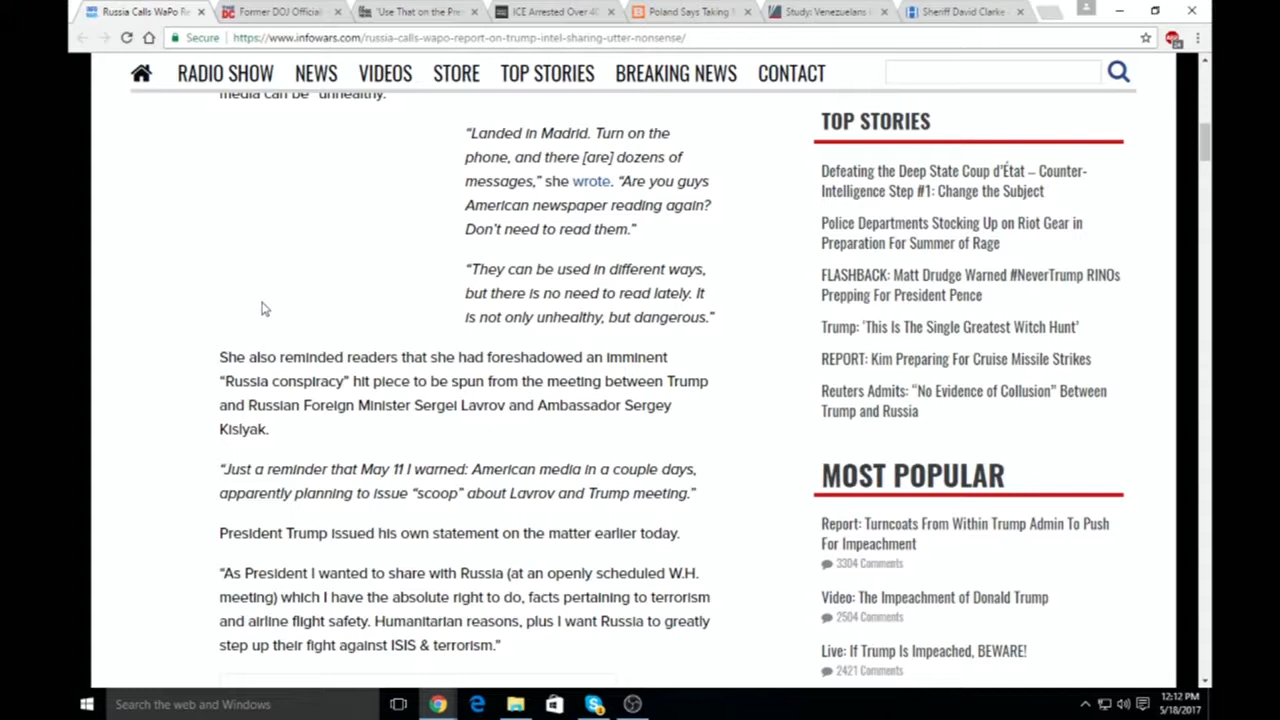 Russia Calls WaPo Re
Former DOJ Official
'Use That on the Pre
ICE Arrested Over 40
Poland Says Taking M
Study: Venezuelans
Sheriff David Clarke
Secure
https://www.infowars.com/russia-calls-wapo-report-on-trump-intel-sharing-utter-nonsense/
RADIO SHOW NEWS VIDEOS STORE TOP STORIES BREAKING NEWS CONTACT
media can be “unhealthy.
“Landed in Madrid. Turn on the
phone, and there [are] dozens of
messages,” she wrote. “Are you guys
American newspaper reading again?
Don’t need to read them.”
“They can be used in different ways,
but there is no need to read lately. It
is not only unhealthy, but dangerous.”
She also reminded readers that she had foreshadowed an imminent
“Russia conspiracy” hit piece to be spun from the meeting between Trump
and Russian Foreign Minister Sergei Lavrov and Ambassador Sergey
Kislyak.
“Just a reminder that May 11 I warned: American media in a couple days,
apparently planning to issue “scoop” about Lavrov and Trump meeting.”
President Trump issued his own statement on the matter earlier today.
“As President I wanted to share with Russia (at an openly scheduled W.H.
meeting) which I have the absolute right to do, facts pertaining to terrorism
and airline flight safety. Humanitarian reasons, plus I want Russia to greatly
step up their fight against ISIS & terrorism.”
TOP STORIES
Defeating the Deep State Coup d’État – Counter-
Intelligence Step #1: Change the Subject
Police Departments Stocking Up on Riot Gear in
Preparation For Summer of Rage
FLASHBACK: Matt Drudge Warned #NeverTrump RINOs
Prepping For President Pence
Trump: ‘This Is The Single Greatest Witch Hunt’
REPORT: Kim Preparing For Cruise Missile Strikes
Reuters Admits: “No Evidence of Collusion” Between
Trump and Russia
MOST POPULAR
Report: Turncoats From Within Trump Admin To Push
For Impeachment
3304 Comments
Video: The Impeachment of Donald Trump
2504 Comments
Live: If Trump Is Impeached, BEWARE!
2421 Comments
Search the web and Windows
12:12 PM
5/18/2017